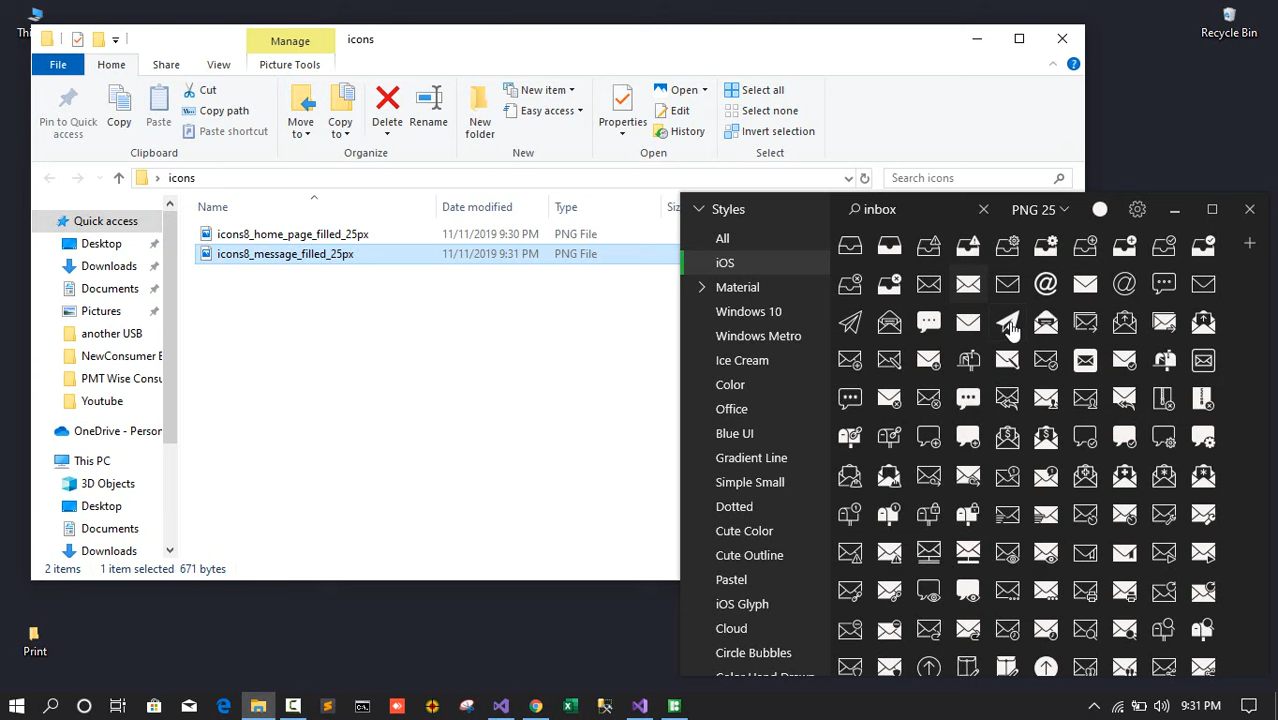 Recycle Bin
Manage
icons
File
Home
Share
View
Picture Tools
Pin to Quick access
Copy
Paste
Cut
Copy path
Paste shortcut
Clipboard
Move to
Copy to
Delete
Rename
Organize
New folder
New item
Easy access
New
Properties
Open
Edit
History
Open
Select all
Select none
Invert selection
Select
icons
Search icons
Name
Date modified
Type
icons8_home_page_filled_25px
11/11/2019 9:30 PM
PNG File
icons8_message_filled_25px
11/11/2019 9:31 PM
PNG File
Quick access
Desktop
Downloads
Documents
Pictures
another USB
NewConsumer E
PMT Wise Consu
Youtube
OneDrive - Person
This PC
3D Objects
Desktop
Documents
Downloads
2 items
1 item selected 671 bytes
Styles
inbox
PNG 25
All
iOS
Material
Windows 10
Windows Metro
Ice Cream
Color
Office
Blue UI
Gradient Line
Simple Small
Dotted
Cute Color
Cute Outline
Pastel
iOS Glyph
Cloud
Circle Bubbles
Print
9:31 PM